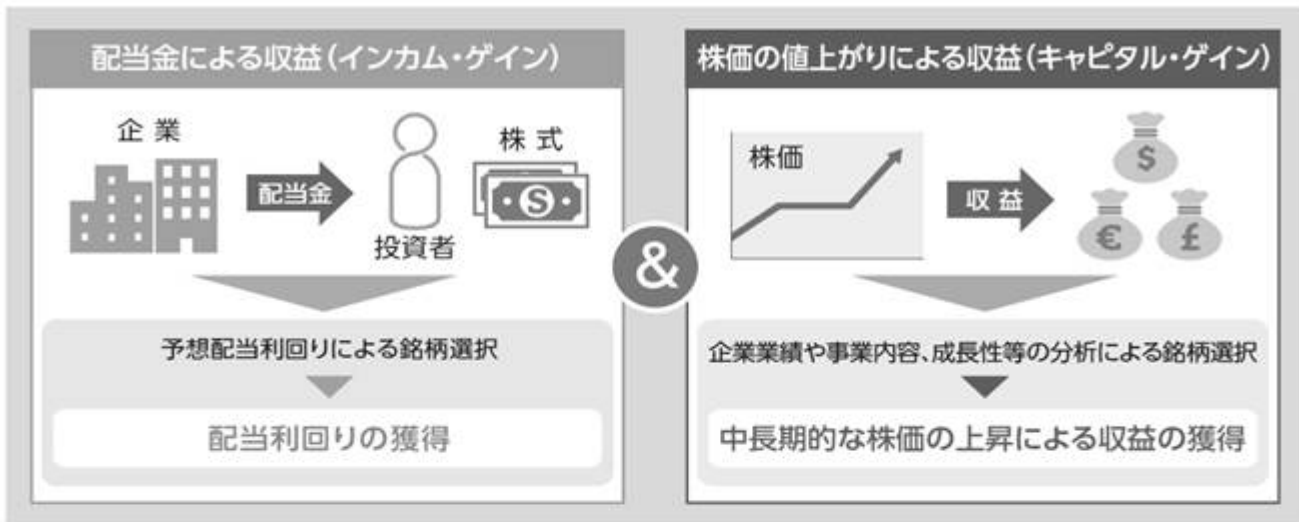 配当金による収益(インカム・ゲイン)
企業
配当金
投資者
株式
S
予想配当利回りによる銘柄選択
配当利回りの獲得
&
株価の値上がりによる収益(キャピタル・ゲイン)
株価
収益
$
€
£
企業業績や事業内容、成長性等の分析による銘柄選択
中長期的な株価の上昇による収益の獲得